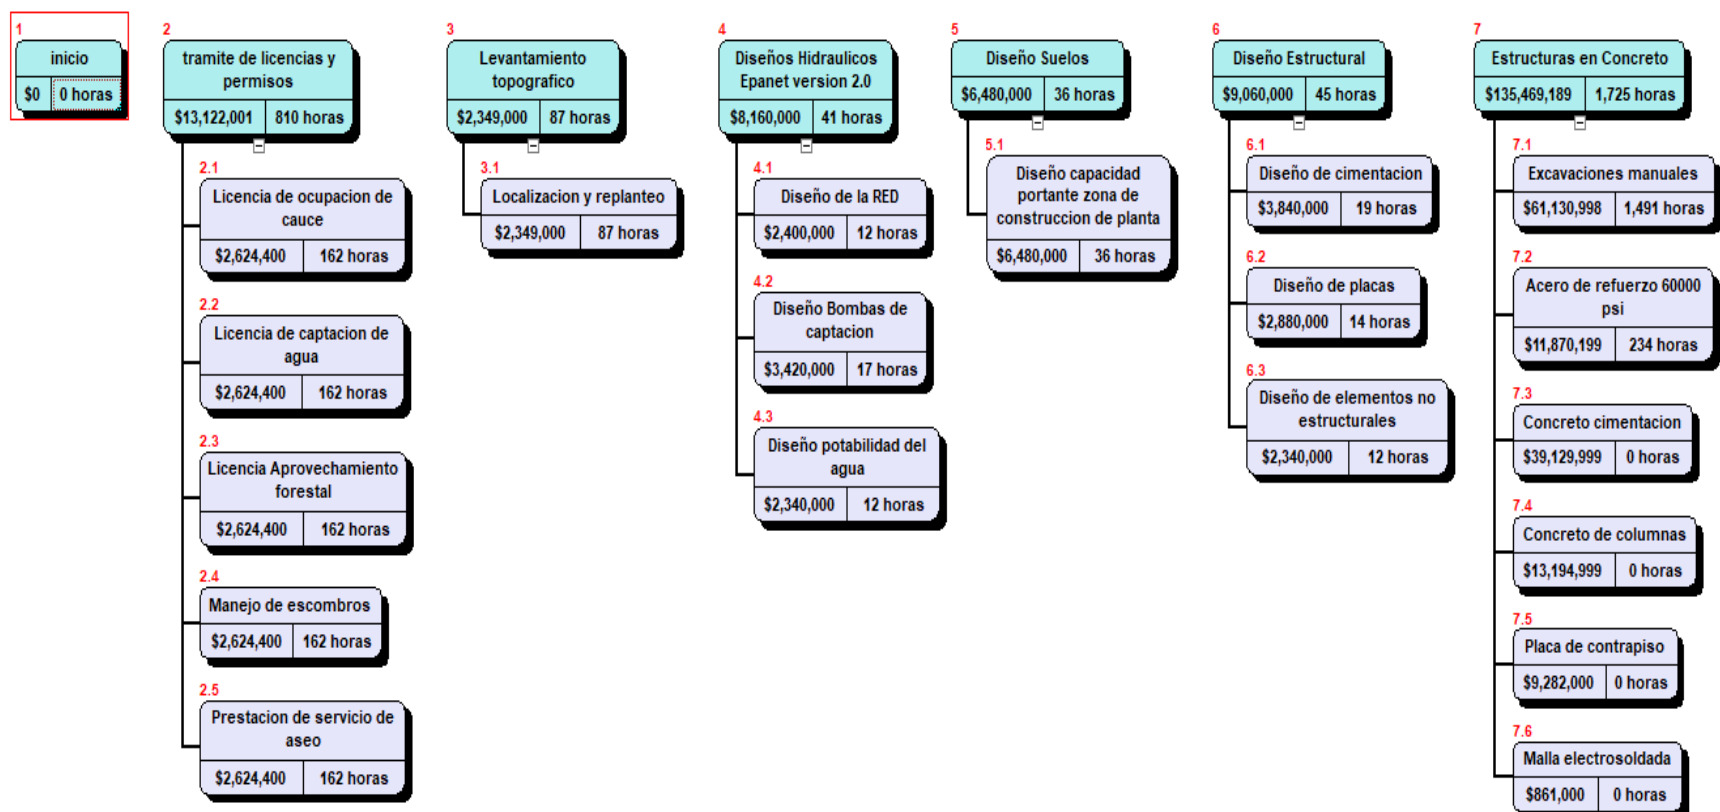 1
inicio
$0 0 horas
2
tramite de licencias y
permisos
$13,122,001 810 horas
2.1
Licencia de ocupacion de
cauce
$2,624,400 162 horas
2.2
Licencia de captacion de
agua
$2,624,400 162 horas
2.3
Licencia Aprovechamiento
forestal
$2,624,400 162 horas
2.4
Manejo de escombros
$2,624,400 162 horas
2.5
Prestacion de servicio de
aseo
$2,624,400 162 horas
3
Levantamiento
topografico
$2,349,000 87 horas
3.1
Localizacion y replanteo
$2,349,000 87 horas
4
Diseños Hidraulicos
Epanet version 2.0
$8,160,000 41 horas
4.1
Diseño de la RED
$2,400,000 12 horas
4.2
Diseño Bombas de
captacion
$3,420,000 17 horas
4.3
Diseño potabilidad del
agua
$2,340,000 12 horas
5
Diseño Suelos
$6,480,000 36 horas
5.1
Diseño capacidad
portante zona de
construccion de planta
$6,480,000 36 horas
6
Diseño Estructural
$9,060,000 45 horas
6.1
Diseño de cimentacion
$3,840,000 19 horas
6.2
Diseño de placas
$2,880,000 14 horas
6.3
Diseño de elementos no
estructurales
$2,340,000 12 horas
7
Estructuras en Concreto
$135,469,189 1,725 horas
7.1
Excavaciones manuales
$61,130,998 1,491 horas
7.2
Acero de refuerzo 60000
psi
$11,870,199 234 horas
7.3
Concreto cimentacion
$39,129,999 0 horas
7.4
Concreto de columnas
$13,194,999 0 horas
7.5
Placa de contrapiso
$9,282,000 0 horas
7.6
Malla electrosoldada
$861,000 0 horas